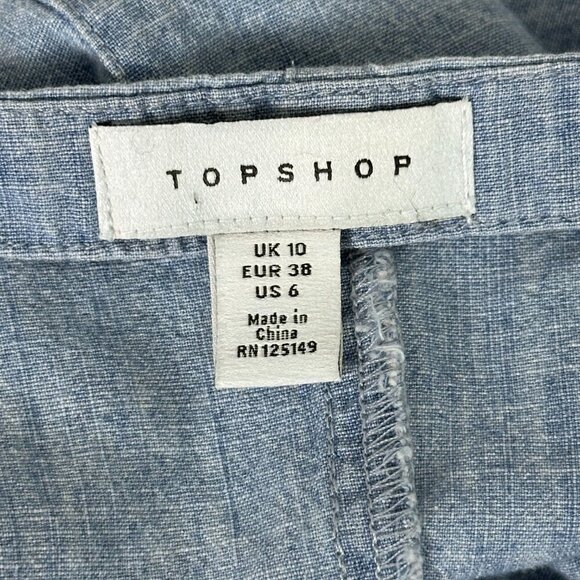 TOPSHOP
UK 10
EUR 38
US 6
Made in
China
RN125149